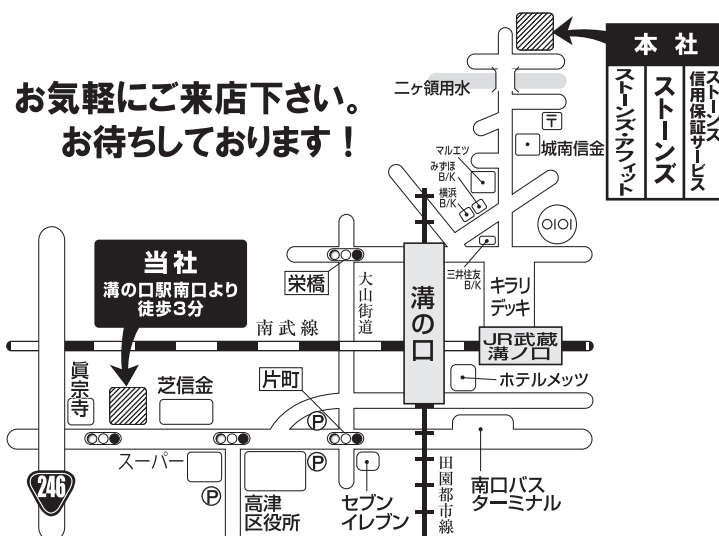 お気軽にご来店下さい。
お待ちしております！
本社
ストーンズ・アフィット
ストーンズ
ストーンズ
信用保証サービス
二ヶ領用水
〒
城南信金
マルエツ
みずほ
B/K
横浜
B/K
OIOI
三井住友
B/K
キラリ
デッキ
当社
溝の口駅南口より
徒歩3分
栄橋
大山街道
溝の口
南武線
JR武蔵
溝ノ口
ホテルメッツ
眞宗寺
芝信金
片町
P
スーパー
P
P
246
高津
区役所
セブン
イレブン
田園都市線
南口バス
ターミナル